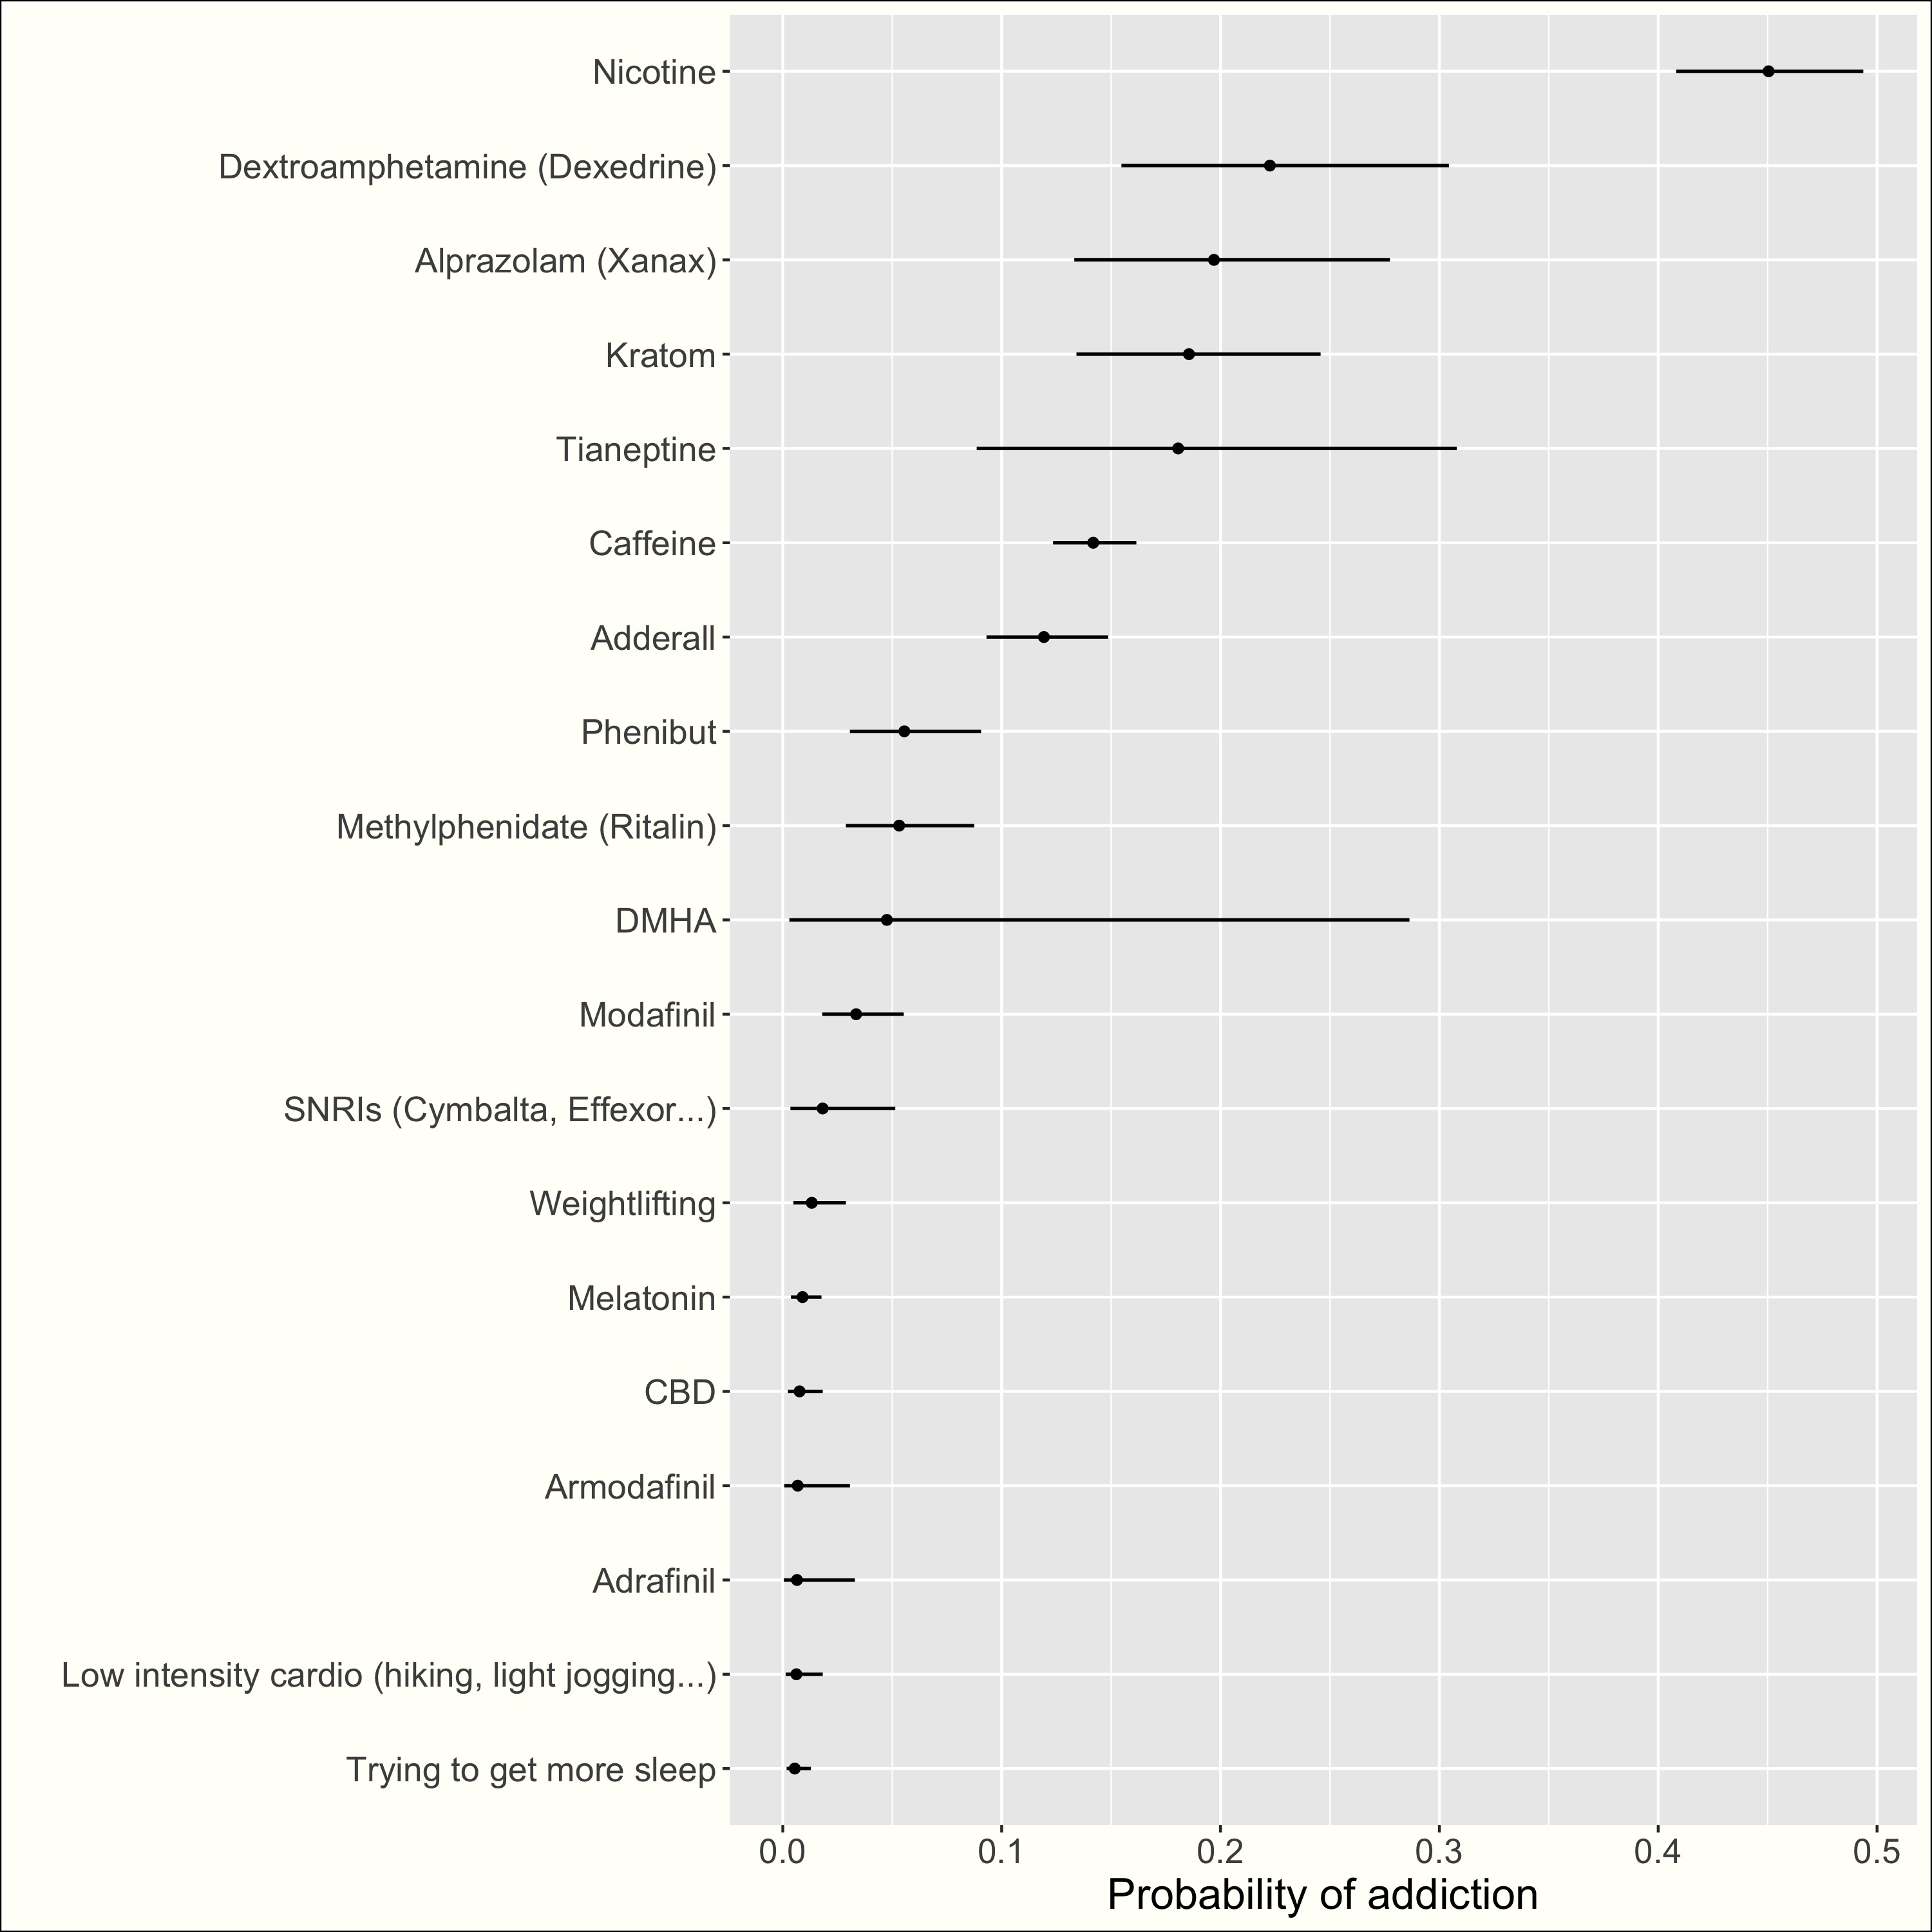 Nicotine
Dextroamphetamine (Dexedrine)
Alprazolam (Xanax)
Kratom
Tianeptine
Caffeine
Adderall
Phenibut
Methylphenidate (Ritalin)
DMHA
Modafinil
SNRIs (Cymbalta, Effexor...)
Weightlifting
Melatonin
CBD
Armodafinil
Adrafinil
Low intensity cardio (hiking, light jogging...)
Trying to get more sleep
0.0 0.1 0.2 0.3 0.4 0.5
Probability of addiction